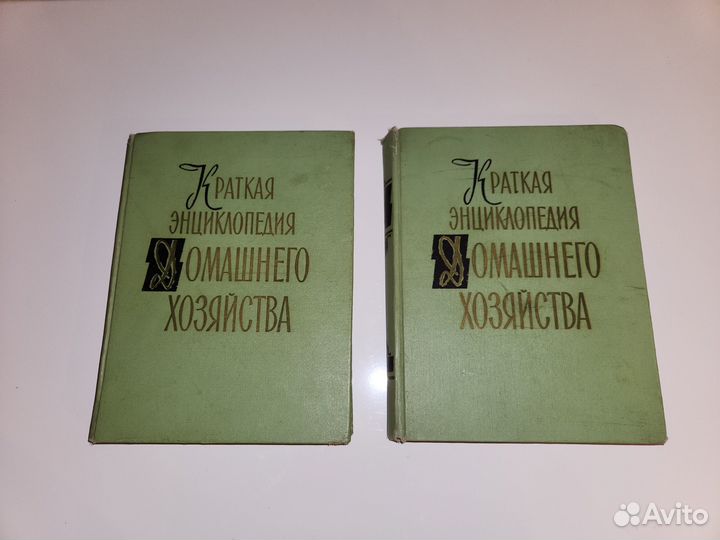 Краткая
энциклопедия
Домашнего
хозяйства
Краткая
энциклопедия
Домашнего
хозяйства
Avito